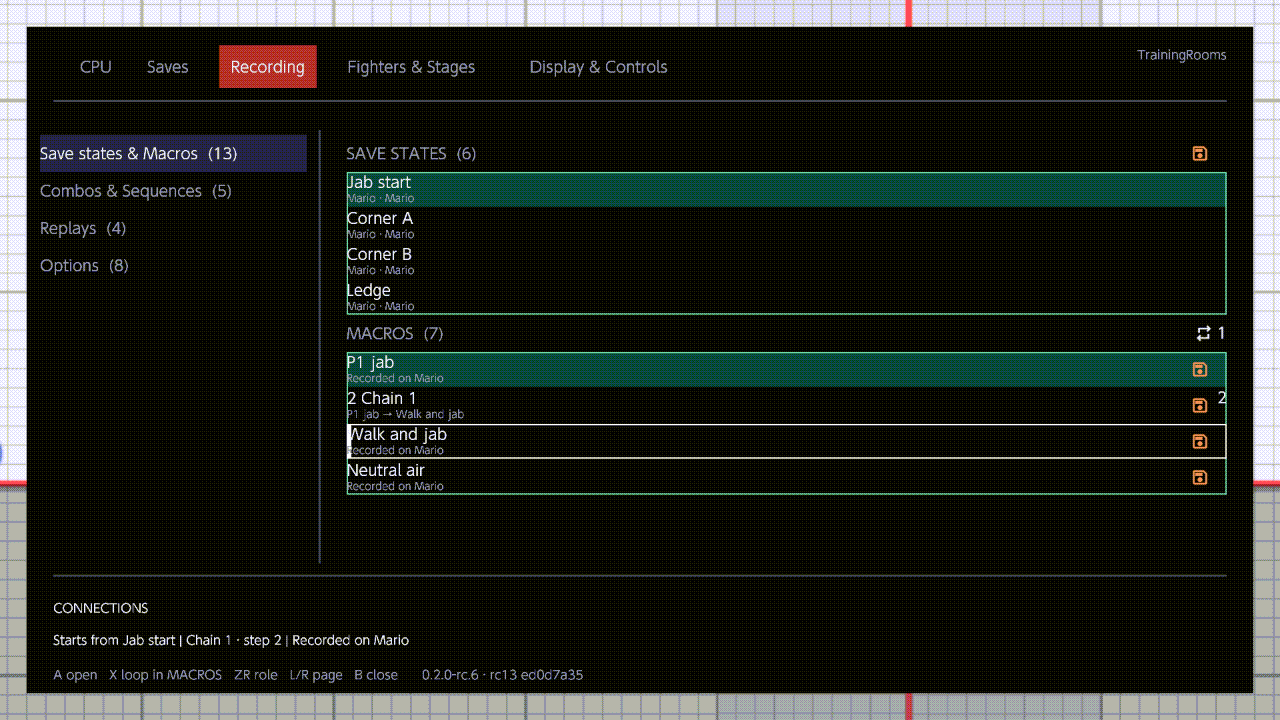 CPU Saves Recording Fighters & Stages Display & Controls TrainingRooms
Save states & Macros (13)
Combos & Sequences (5)
Replays (4)
Options (8)
SAVE STATES (6)
Jab start
Mario · Mario
Corner A
Mario · Mario
Corner B
Mario · Mario
Ledge
Mario · Mario
MACROS (7) 1
P1 jab
Recorded on Mario
2 Chain 1 2
P1 jab → Walk and jab
Walk and jab
Recorded on Mario
Neutral air
Recorded on Mario
CONNECTIONS
Starts from Jab start | Chain 1 · step 2 | Recorded on Mario
A open X loop in MACROS ZR role L/R page B close 0.2.0-rc.6 · rc13 ed0d7a35